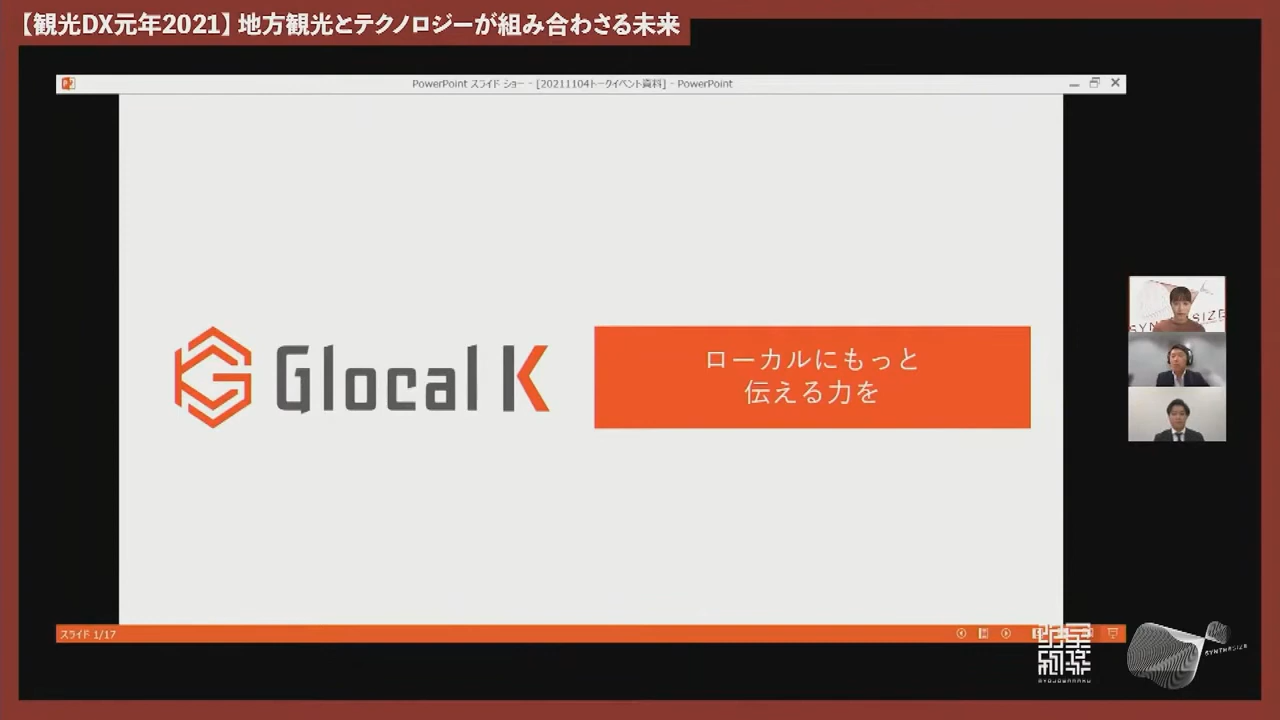 【観光DX元年2021】地方観光とテクノロジーが組み合わさる未来
PowerPoint スライド ショー - [20211104トークイベント資料] - PowerPoint
Glocal K
ローカルにもっと
伝える力を
スライド 1/17
SYNTHESIZE